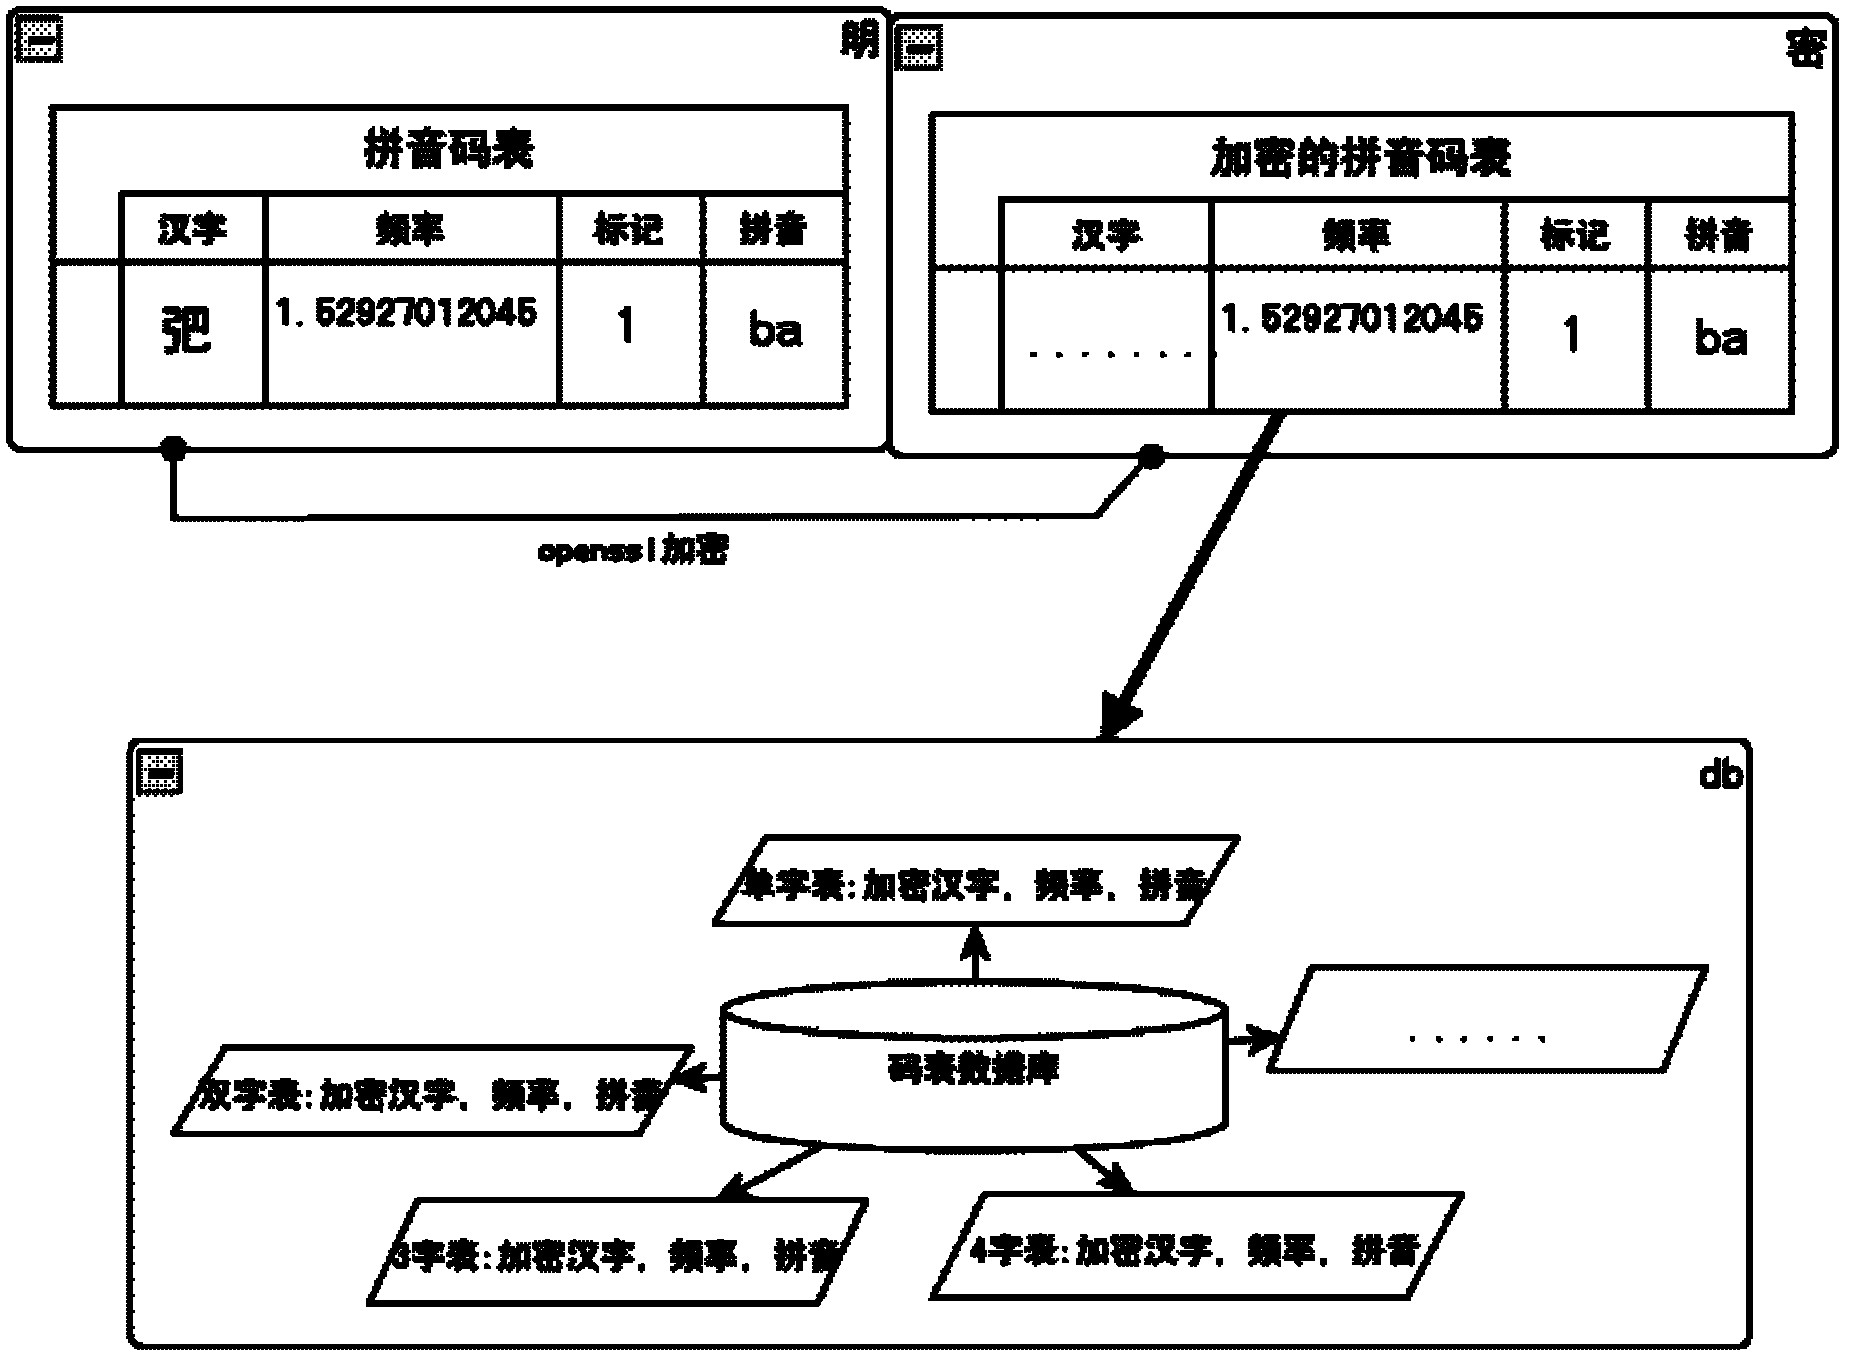 明
拼音码表
汉字 频率 标记 拼音
弝 1.52927012045 1 ba
密
加密的拼音码表
汉字 频率 标记 拼音
........ 1.52927012045 1 ba
openssl加密
db
单字表:加密汉字, 频率, 拼音
......
码表数据库
双字表:加密汉字, 频率, 拼音
3字表:加密汉字, 频率, 拼音
4字表:加密汉字, 频率, 拼音